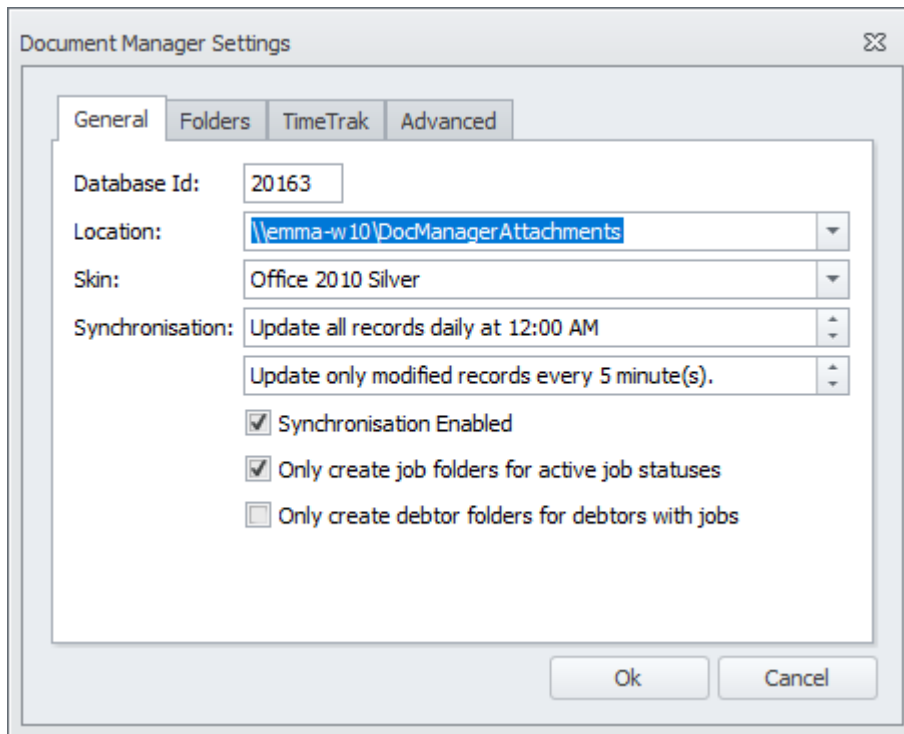 Document Manager Settings
General Folders TimeTrak Advanced
Database Id: 20163
Location: \\emma-w10\DocManagerAttachments
Skin: Office 2010 Silver
Synchronisation: Update all records daily at 12:00 AM
Update only modified records every 5 minute(s).
Synchronisation Enabled
Only create job folders for active job statuses
Only create debtor folders for debtors with jobs
Ok Cancel